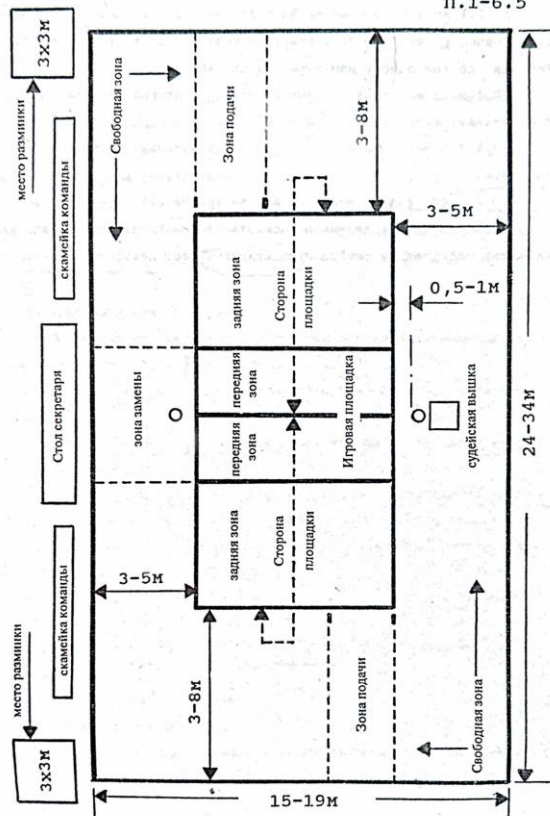 П.1-6.5
3x3м
место разминки
скамейка команды
Стол секретаря
скамейка команды
место разминки
3x3м
Свободная зона
Зона подачи
3-8м
3-5м
0,5-1м
задняя зона
Сторона
площадки
передняя
зона
зона замены
передняя
зона
Игровая площадка
судейская вышка
24-34м
задняя зона
Сторона
площадки
3-5м
3-8м
Зона подачи
Свободная зона
15-19м